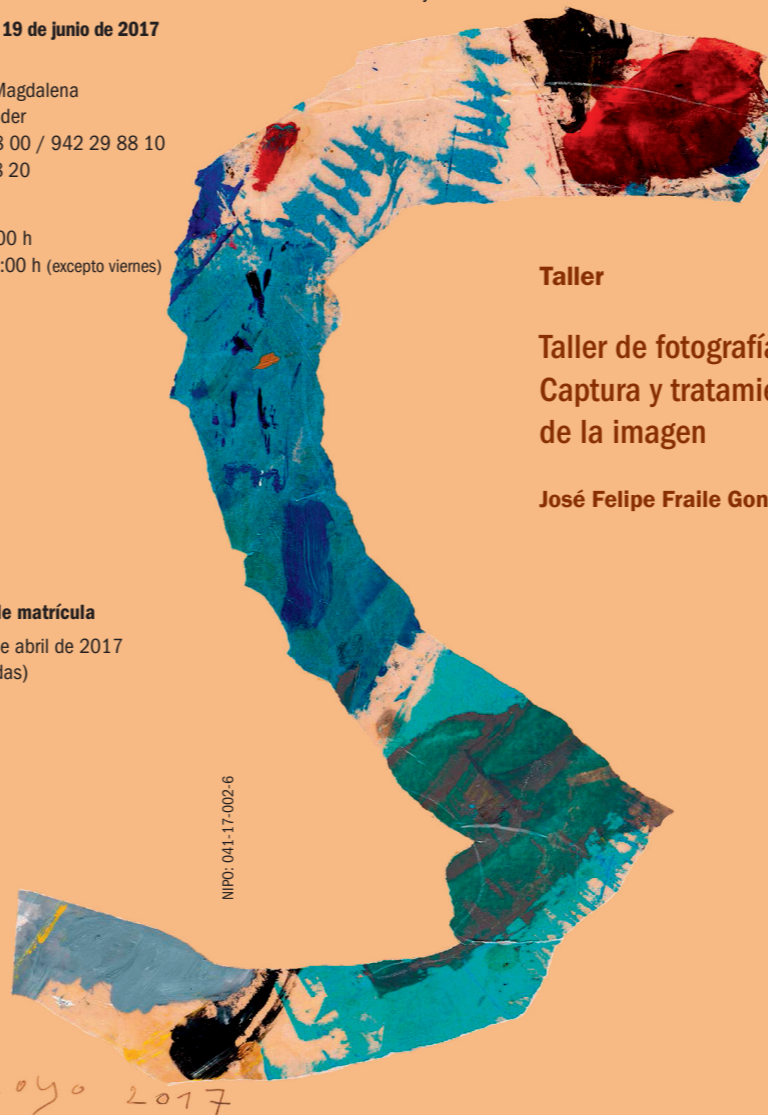 19 de junio de 2017
Magdalena
der
00 / 942 29 88 10
20
00 h
:00 h (excepto viernes)
de matrícula
e abril de 2017
das)
NIPO: 041-17-002-6
Taller
Taller de fotografía
Captura y tratamie
de la imagen
José Felipe Fraile Gon
oyo 2017